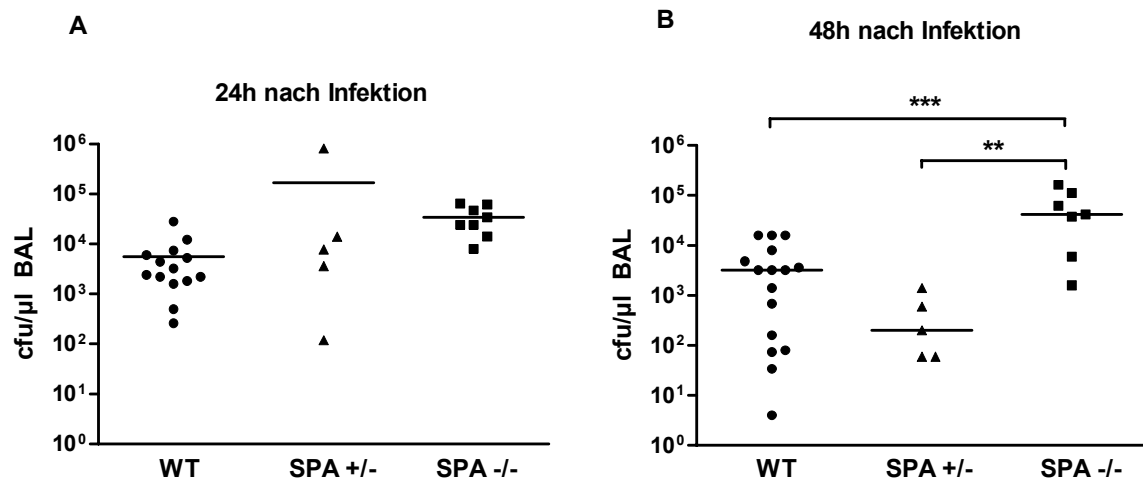 A
24h nach Infektion
cfu/µl BAL
10⁶
10⁵
10⁴
10³
10²
10¹
10⁰
WT
SPA +/-
SPA -/-
B
48h nach Infektion
***
**
cfu/µl BAL
10⁶
10⁵
10⁴
10³
10²
10¹
10⁰
WT
SPA +/-
SPA -/-